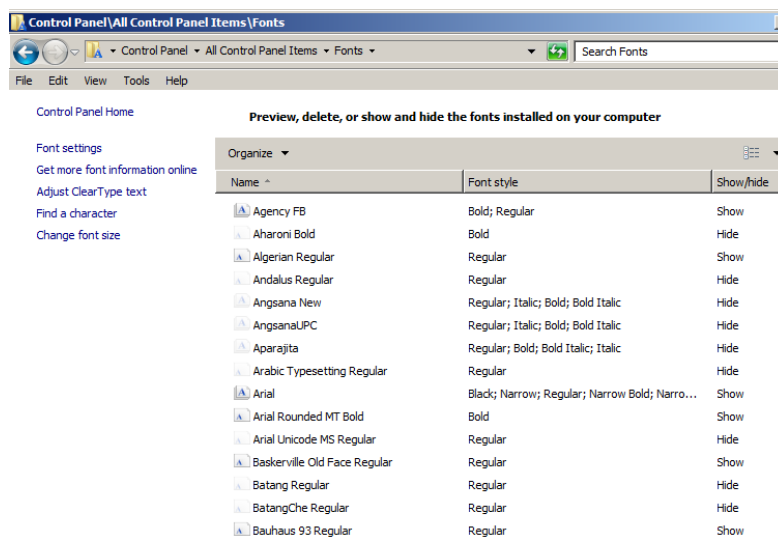 Control Panel\All Control Panel Items\Fonts
Control Panel All Control Panel Items Fonts Search Fonts
File Edit View Tools Help
Control Panel Home
Font settings
Get more font information online
Adjust ClearType text
Find a character
Change font size
Preview, delete, or show and hide the fonts installed on your computer
Organize
Name Font style Show/hide
Agency FB Bold; Regular Show
Aharoni Bold Bold Hide
Algerian Regular Regular Show
Andalus Regular Regular Hide
Angsana New Regular; Italic; Bold; Bold Italic Hide
AngsanaUPC Regular; Italic; Bold; Bold Italic Hide
Aparajita Regular; Bold; Bold Italic; Italic Hide
Arabic Typesetting Regular Regular Hide
Arial Black; Narrow; Regular; Narrow Bold; Narro... Show
Arial Rounded MT Bold Bold Show
Arial Unicode MS Regular Regular Hide
Baskerville Old Face Regular Regular Show
Batang Regular Regular Hide
BatangChe Regular Regular Hide
Bauhaus 93 Regular Regular Show